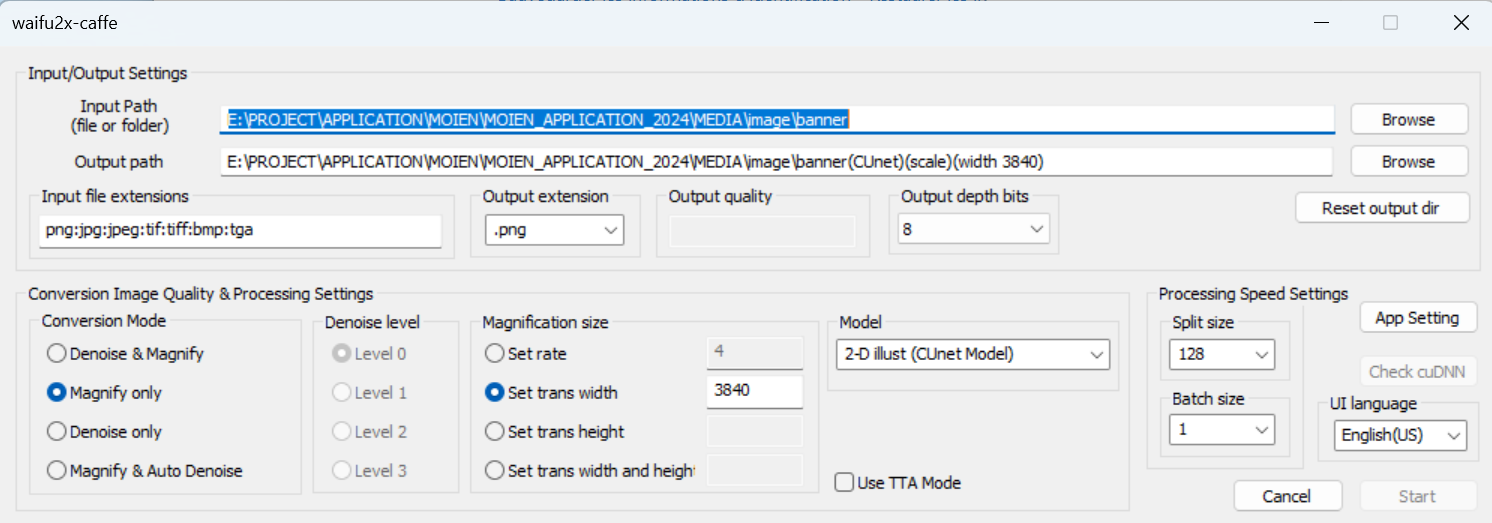 waifu2x-caffe
Input/Output Settings
Input Path
(file or folder)
E:\PROJECT\APPLICATION\MOIEN\MOIEN_APPLICATION_2024\MEDIA\image\banner
Browse
Output path
E:\PROJECT\APPLICATION\MOIEN\MOIEN_APPLICATION_2024\MEDIA\image\banner(CUnet)(scale)(width 3840)
Browse
Input file extensions
png:jpg:jpeg:tif:tiff:bmp:tga
Output extension
.png
Output quality
Output depth bits
8
Reset output dir
Conversion Image Quality & Processing Settings
Conversion Mode
Denoise & Magnify
Magnify only
Denoise only
Magnify & Auto Denoise
Denoise level
Level 0
Level 1
Level 2
Level 3
Magnification size
Set rate
4
Set trans width
3840
Set trans height
Set trans width and height
Model
2-D illust (CUnet Model)
Use TTA Mode
Processing Speed Settings
Split size
128
Batch size
1
App Setting
Check cuDNN
UI language
English(US)
Cancel
Start